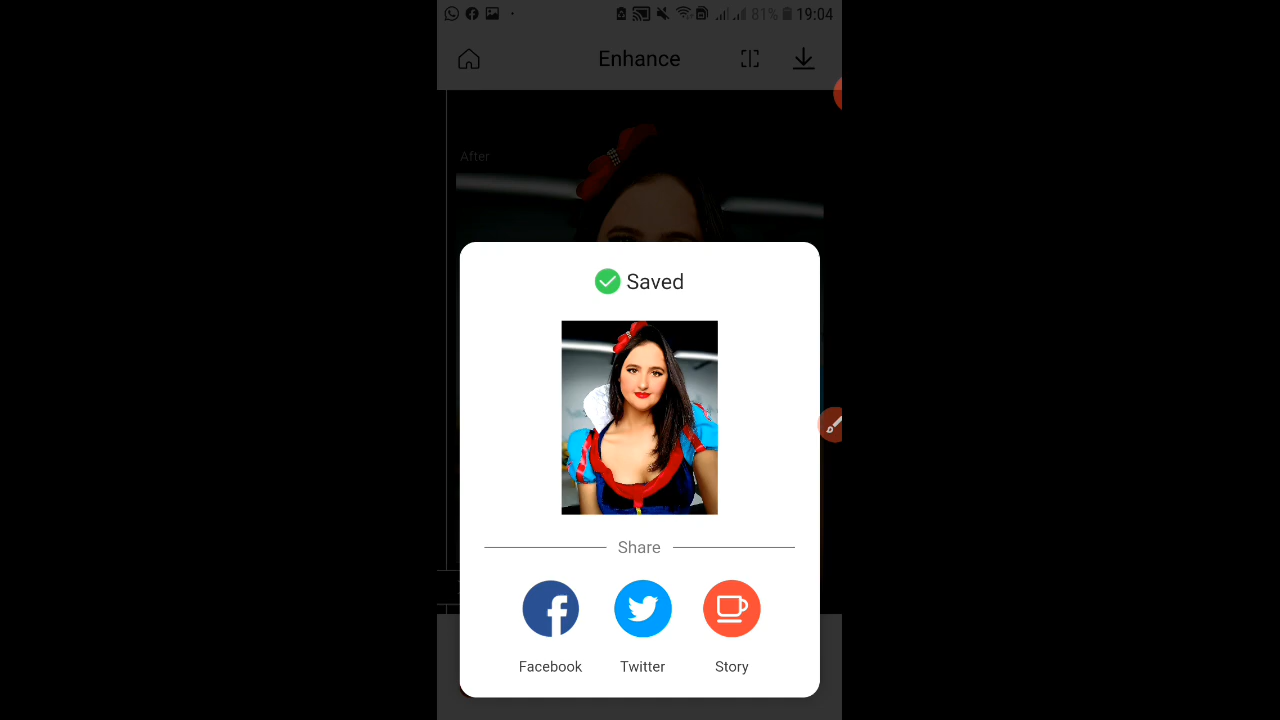 81% 19:04
Enhance
After
Saved
Share
Facebook Twitter Story